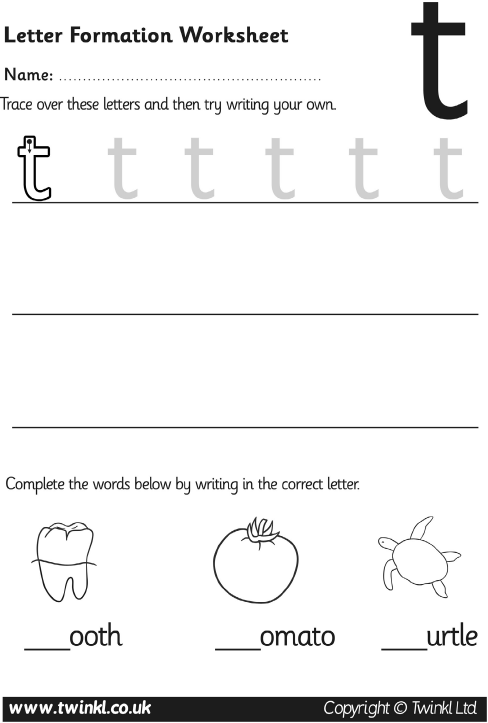 Letter Formation Worksheet
t
Name: ......................................................
Trace over these letters and then try writing your own.
t t t t t t
Complete the words below by writing in the correct letter.
___ooth ___omato ___urtle
www.twinkl.co.uk Copyright © Twinkl Ltd